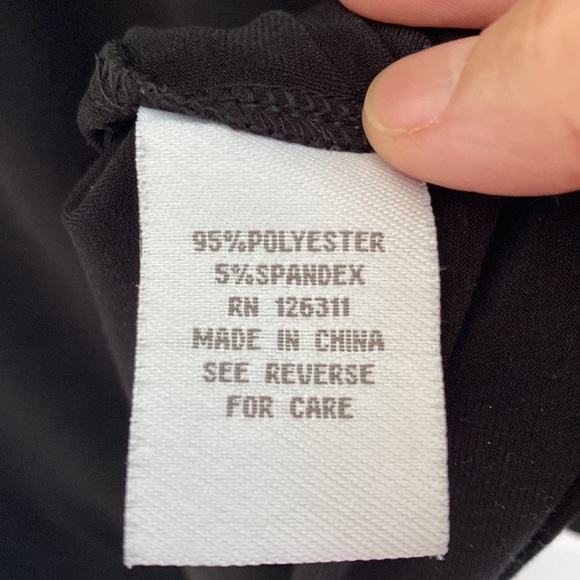 95%POLYESTER
5%SPANDEX
RN 126311
MADE IN CHINA
SEE REVERSE
FOR CARE